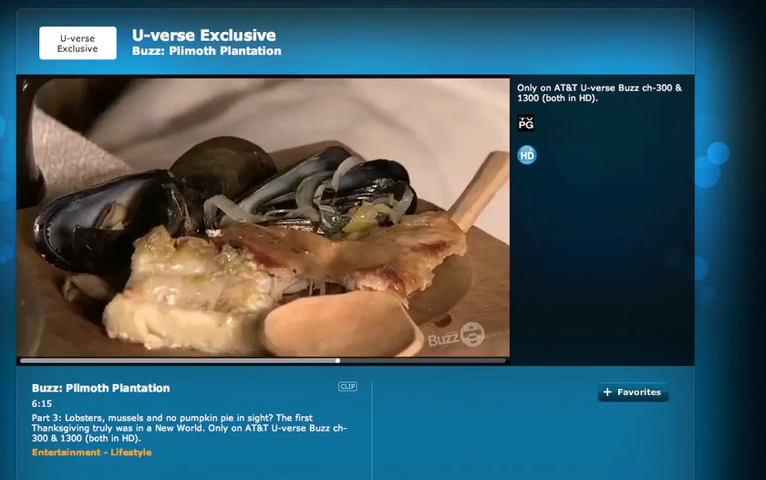 U-verse
Exclusive
U-verse Exclusive
Buzz: Plimoth Plantation
Only on AT&T U-verse Buzz ch-300 &
1300 (both in HD).
TV
PG
HD
Buzz
Buzz: Plimoth Plantation
CLIP
6:15
Part 3: Lobsters, mussels and no pumpkin pie in sight? The first
Thanksgiving truly was in a New World. Only on AT&T U-verse Buzz ch-
300 & 1300 (both in HD).
Entertainment - Lifestyle
+ Favorites